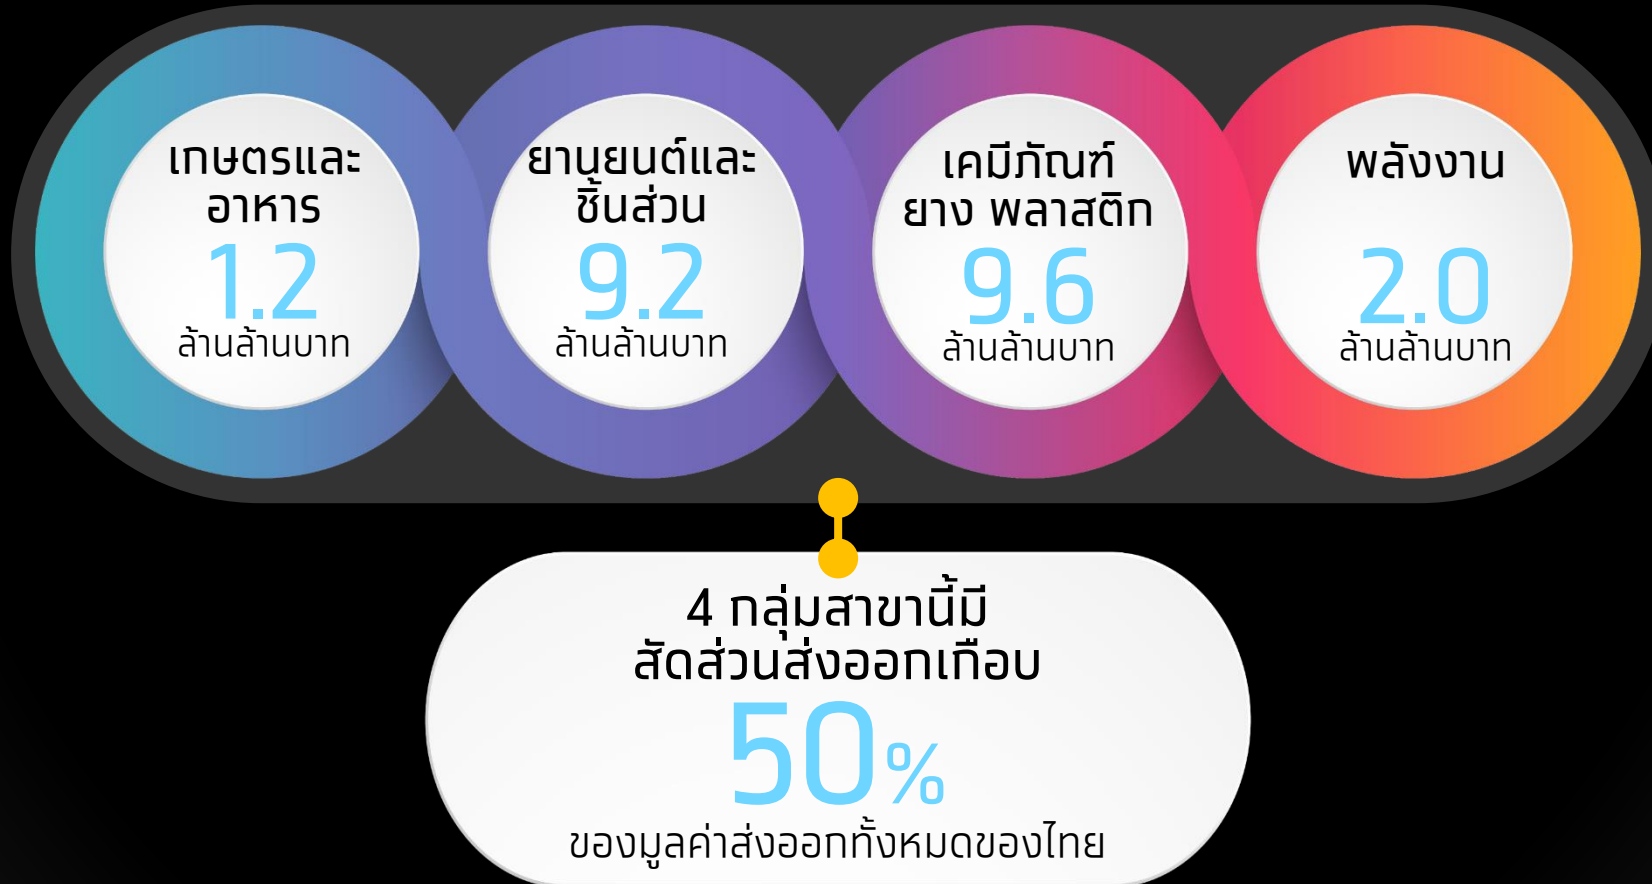 เกษตรและ
อาหาร
1.2
ล้านล้านบาท
ยานยนต์และ
ชิ้นส่วน
9.2
ล้านล้านบาท
เคมีภัณฑ์
ยาง พลาสติก
9.6
ล้านล้านบาท
พลังงาน
2.0
ล้านล้านบาท
4 กลุ่มสาขานี้มี
สัดส่วนส่งออกเกือบ
50%
ของมูลค่าส่งออกทั้งหมดของไทย